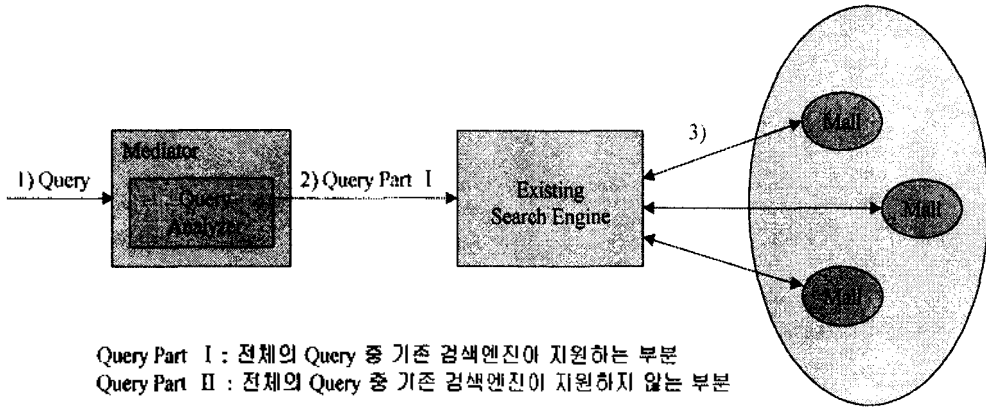 Mediator
1) Query
Query
Analyzer
2) Query Part Ⅰ
Existing
Search Engine
3)
Mall
Mall
Mall
Query Part Ⅰ : 전체의 Query 중 기존 검색엔진이 지원하는 부분
Query Part Ⅱ : 전체의 Query 중 기존 검색엔진이 지원하지 않는 부분